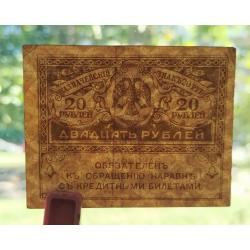 КАЗНАЧЕЙСКІЙ ЗНАКЪ
20 РУБЛЕЙ 20 РУБЛЕЙ
ДВАДЦАТЬ РУБЛЕЙ
ОБЯЗАТЕЛЕНЪ
КЪ ОБРАЩЕНІЮ НАРАВНѢ
СЪ КРЕДИТНЫМИ БИЛЕТАМИ